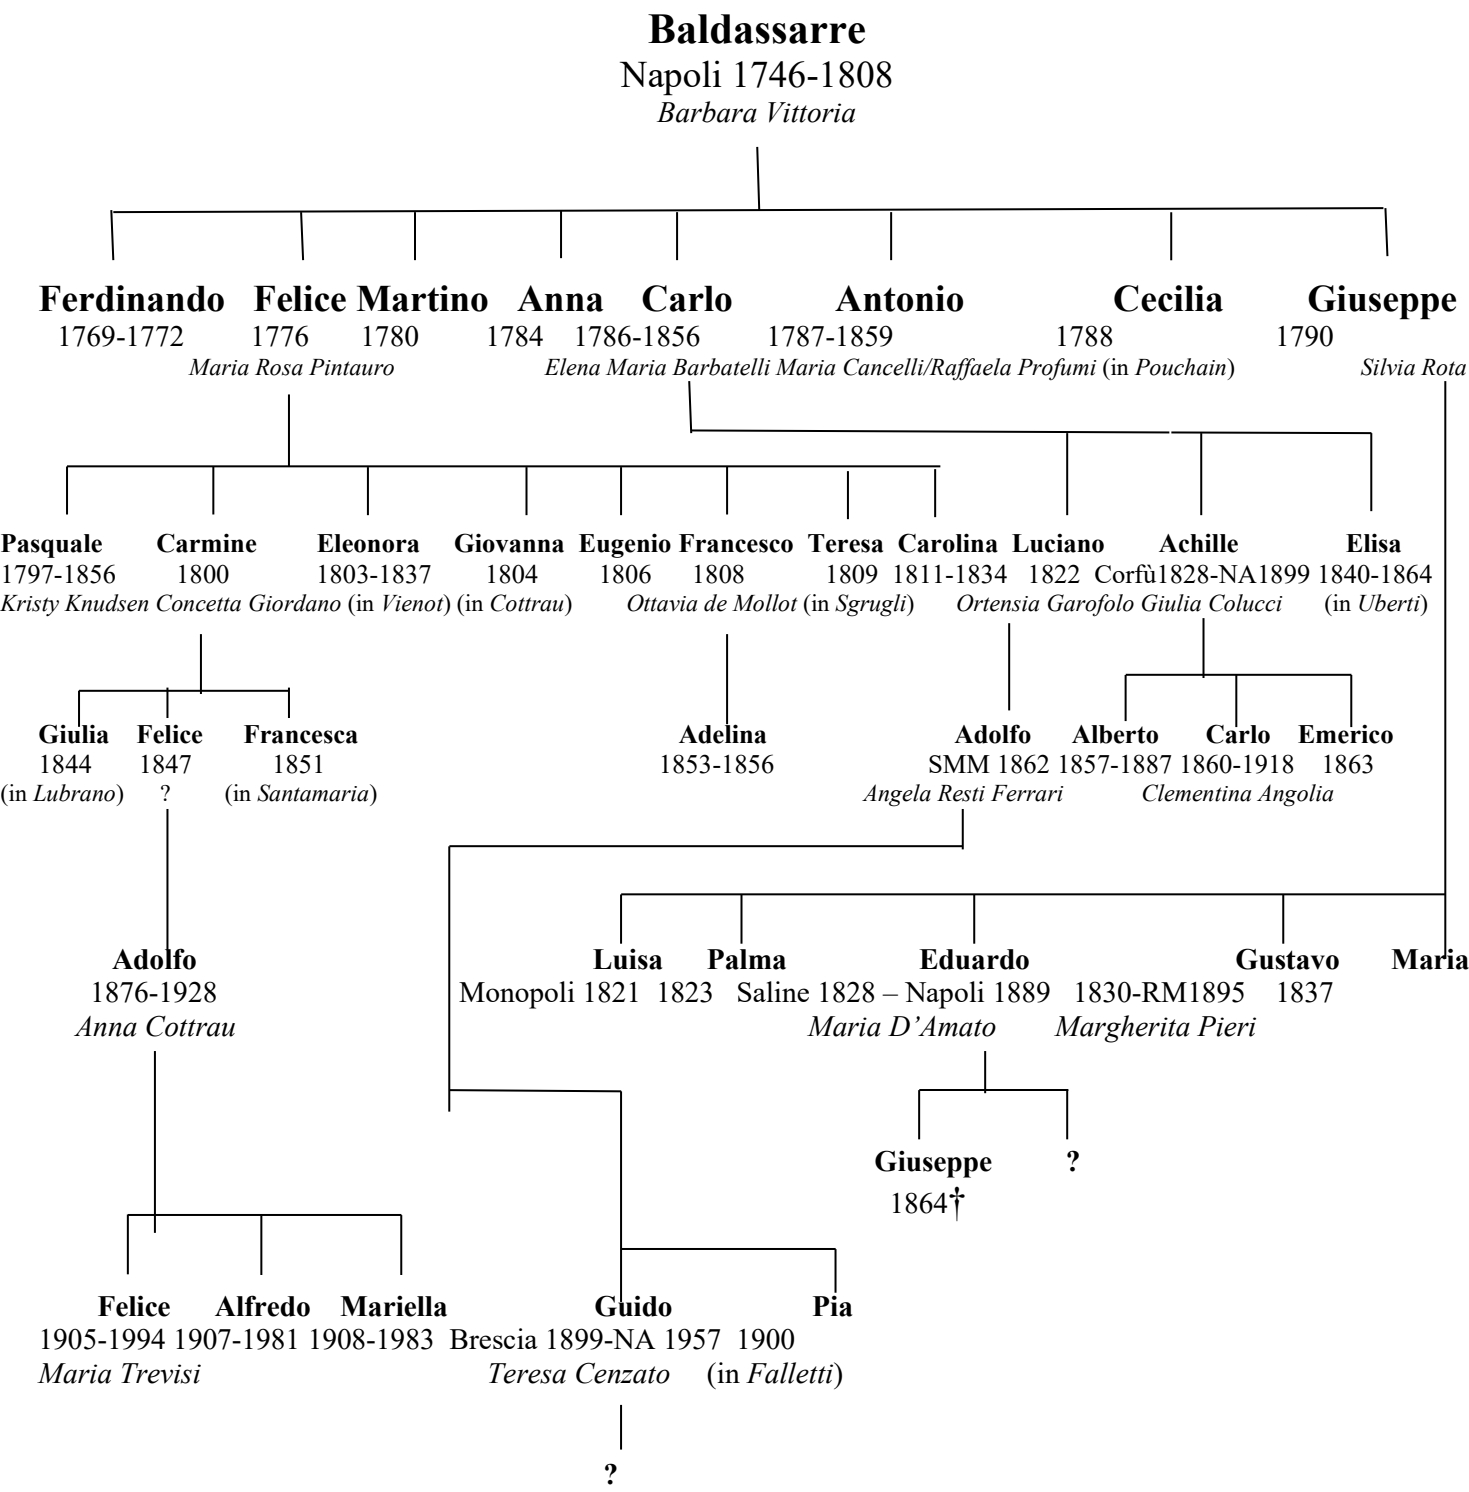 Baldassarre
Napoli 1746-1808
Barbara Vittoria
Ferdinando Felice Martino Anna Carlo Antonio Cecilia Giuseppe
1769-1772 1776 1780 1784 1786-1856 1787-1859 1788 1790
Maria Rosa Pintauro Elena Maria Barbatelli Maria Cancelli/Raffaela Profumi (in Pouchain) Silvia Rota
Pasquale Carmine Eleonora Giovanna Eugenio Francesco Teresa Carolina Luciano Achille Elisa
1797-1856 1800 1803-1837 1804 1806 1808 1809 1811-1834 1822 Corfù1828-NA1899 1840-1864
Kristy Knudsen Concetta Giordano (in Vienot) (in Cottrau) Ottavia de Mollot (in Sgrugli) Ortensia Garofolo Giulia Colucci (in Uberti)
Giulia Felice Francesca Adelina Adolfo Alberto Carlo Emerico
1844 1847 1851 1853-1856 SMM 1862 1857-1887 1860-1918 1863
(in Lubrano) ? (in Santamaria) Angela Resti Ferrari Clementina Angolia
Adolfo Luisa Palma Eduardo Gustavo Maria
1876-1928 Monopoli 1821 1823 Saline 1828 – Napoli 1889 1830-RM1895 1837
Anna Cottrau Maria D’Amato Margherita Pieri
Giuseppe ?
1864†
Felice Alfredo Mariella Guido Pia
1905-1994 1907-1981 1908-1983 Brescia 1899-NA 1957 1900
Maria Trevisi Teresa Cenzato (in Falletti)
?